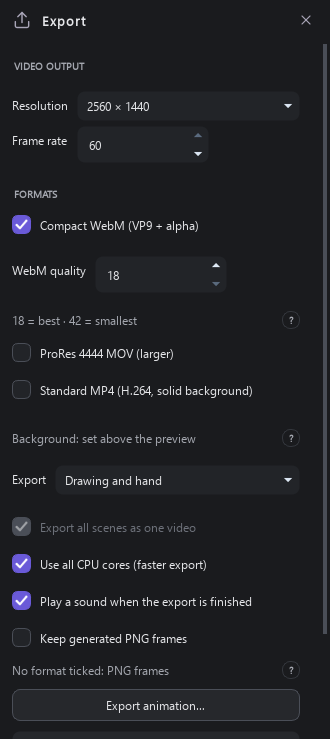 Export
VIDEO OUTPUT
Resolution 2560 × 1440
Frame rate 60
FORMATS
Compact WebM (VP9 + alpha)
WebM quality 18
18 = best · 42 = smallest ?
ProRes 4444 MOV (larger)
Standard MP4 (H.264, solid background)
Background: set above the preview ?
Export Drawing and hand
Export all scenes as one video
Use all CPU cores (faster export)
Play a sound when the export is finished
Keep generated PNG frames
No format ticked: PNG frames ?
Export animation...